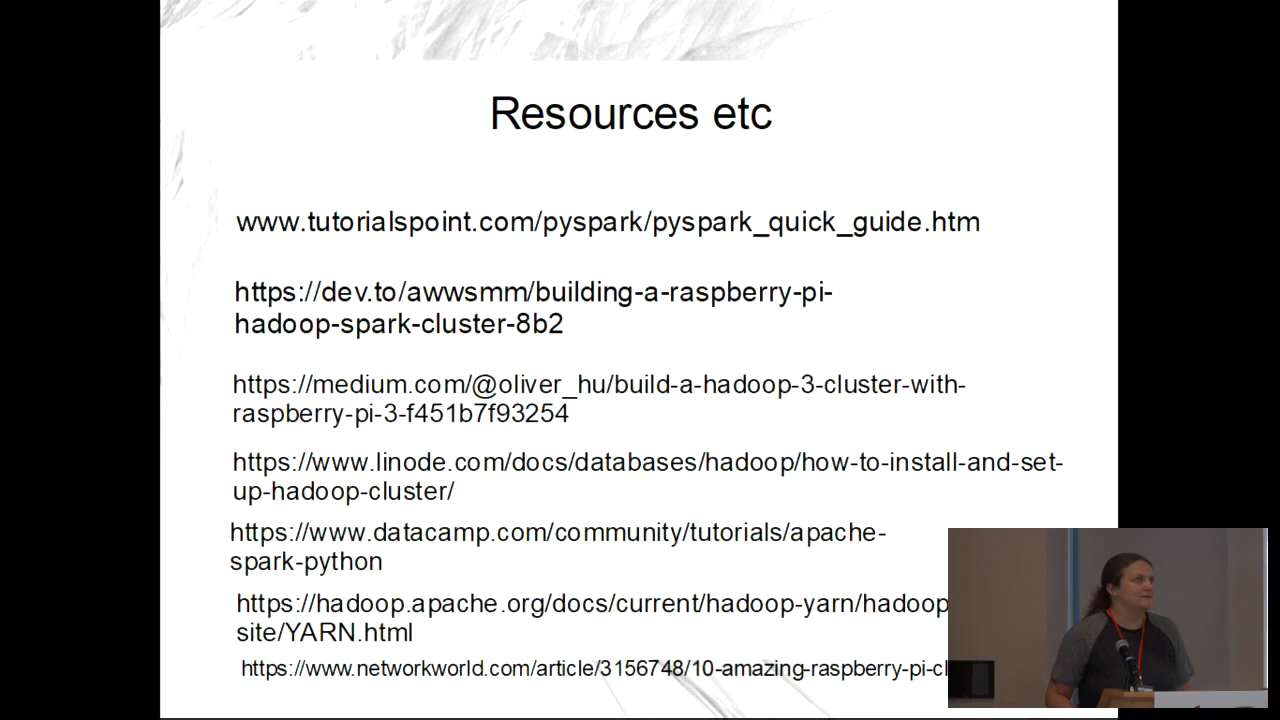 Resources etc
www.tutorialspoint.com/pyspark/pyspark_quick_guide.htm
https://dev.to/awwsmm/building-a-raspberry-pi-
hadoop-spark-cluster-8b2
https://medium.com/@oliver_hu/build-a-hadoop-3-cluster-with-
raspberry-pi-3-f451b7f93254
https://www.linode.com/docs/databases/hadoop/how-to-install-and-set-
up-hadoop-cluster/
https://www.datacamp.com/community/tutorials/apache-
spark-python
https://hadoop.apache.org/docs/current/hadoop-yarn/hadoop
site/YARN.html
https://www.networkworld.com/article/3156748/10-amazing-raspberry-pi-cl